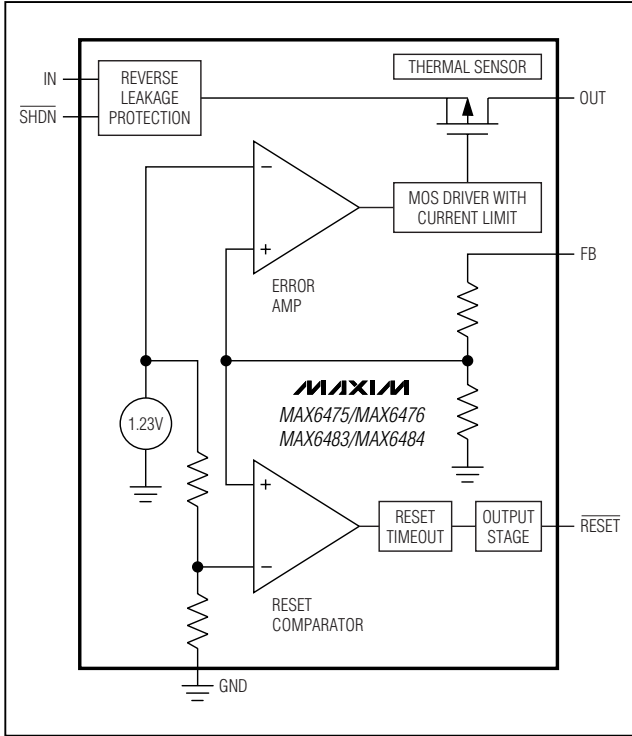 IN
SHDN
REVERSE
LEAKAGE
PROTECTION
THERMAL SENSOR
OUT
−
+
ERROR
AMP
MOS DRIVER WITH
CURRENT LIMIT
FB
MAXIM
MAX6475/MAX6476
MAX6483/MAX6484
1.23V
+
−
RESET
COMPARATOR
RESET
TIMEOUT
OUTPUT
STAGE
RESET
GND